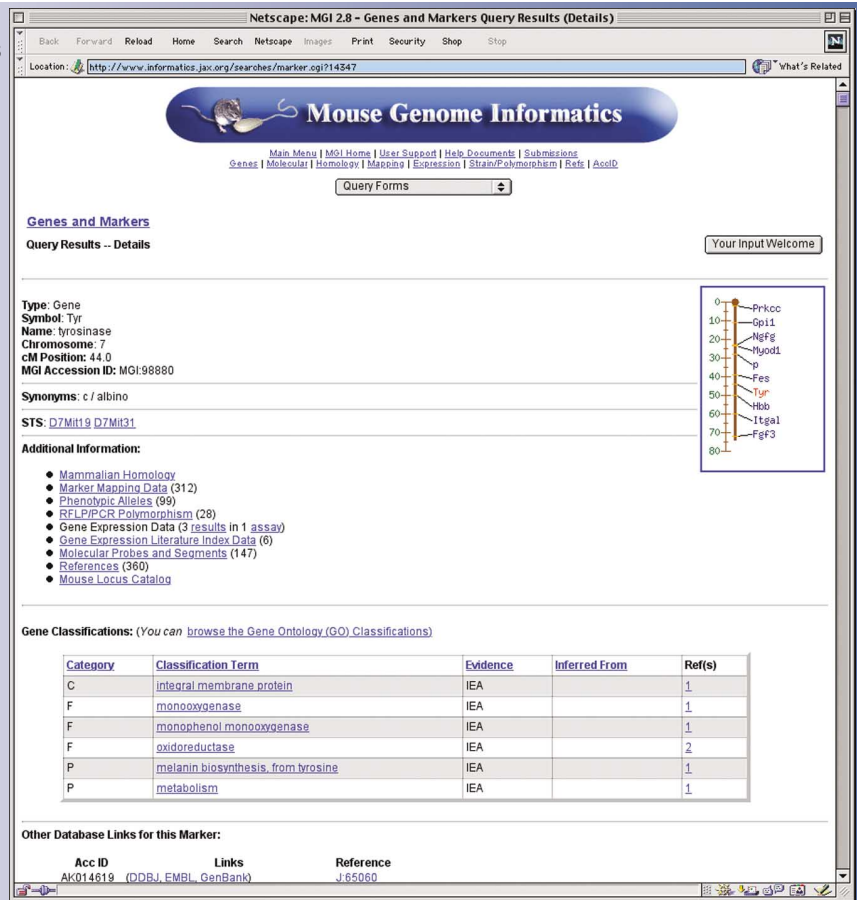 Netscape: MGI 2.8 – Genes and Markers Query Results (Details)
Back Forward Reload Home Search Netscape Images Print Security Shop Stop
N
Location: http://www.informatics.jax.org/searches/marker.cgi?14347 What's Related
Mouse Genome Informatics
Main Menu | MGI Home | User Support | Help Documents | Submissions
Genes | Molecular | Homology | Mapping | Expression | Strain/Polymorphism | Refs | AccID
Query Forms
Genes and Markers
Query Results -- Details
Your Input Welcome
Type: Gene
Symbol: Tyr
Name: tyrosinase
Chromosome: 7
cM Position: 44.0
MGI Accession ID: MGI:98880
0
10
20
30
40
50
60
70
80
Prkcc
Gpi1
Ngfg
Myod1
p
Fes
Tyr
Hbb
Itgal
Fgf3
Synonyms: c / albino
STS: D7Mit19 D7Mit31
Additional Information:
● Mammalian Homology
● Marker Mapping Data (312)
● Phenotypic Alleles (99)
● RFLP/PCR Polymorphism (28)
● Gene Expression Data (3 results in 1 assay)
● Gene Expression Literature Index Data (6)
● Molecular Probes and Segments (147)
● References (360)
● Mouse Locus Catalog
Gene Classifications: (You can browse the Gene Ontology (GO) Classifications)
Category Classification Term Evidence Inferred From Ref(s)
C integral membrane protein IEA 1
F monooxygenase IEA 1
F monophenol monooxygenase IEA 1
F oxidoreductase IEA 2
P melanin biosynthesis, from tyrosine IEA 1
P metabolism IEA 1
Other Database Links for this Marker:
Acc ID Links Reference
AK014619 (DDBJ, EMBL, GenBank) J:65060